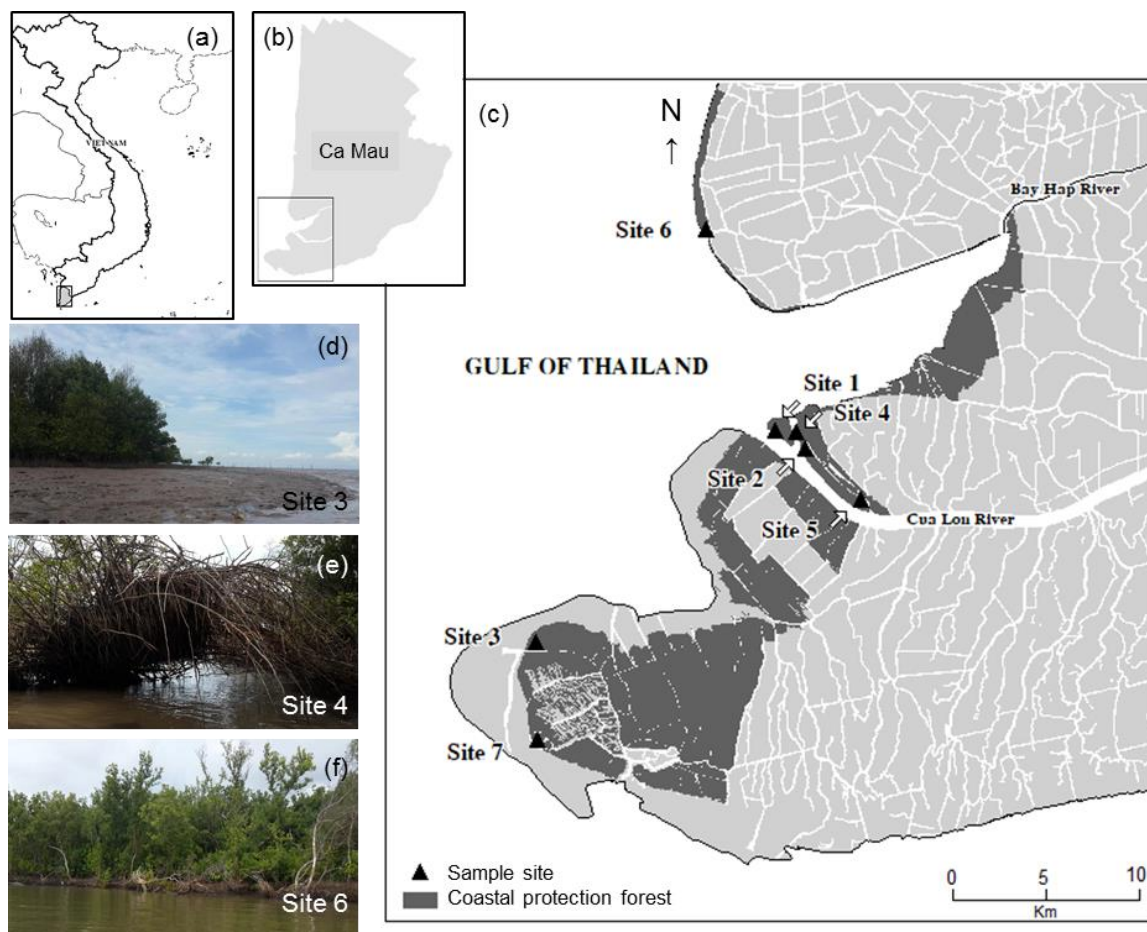 (a)
VIET NAM
(b)
Ca Mau
(c)
N
Bay Hap River
Site 6
GULF OF THAILAND
Site 1
Site 4
Site 2
Site 5
Cua Lon River
Site 3
Site 7
Sample site
Coastal protection forest
0 5 10
Km
(d)
Site 3
(e)
Site 4
(f)
Site 6